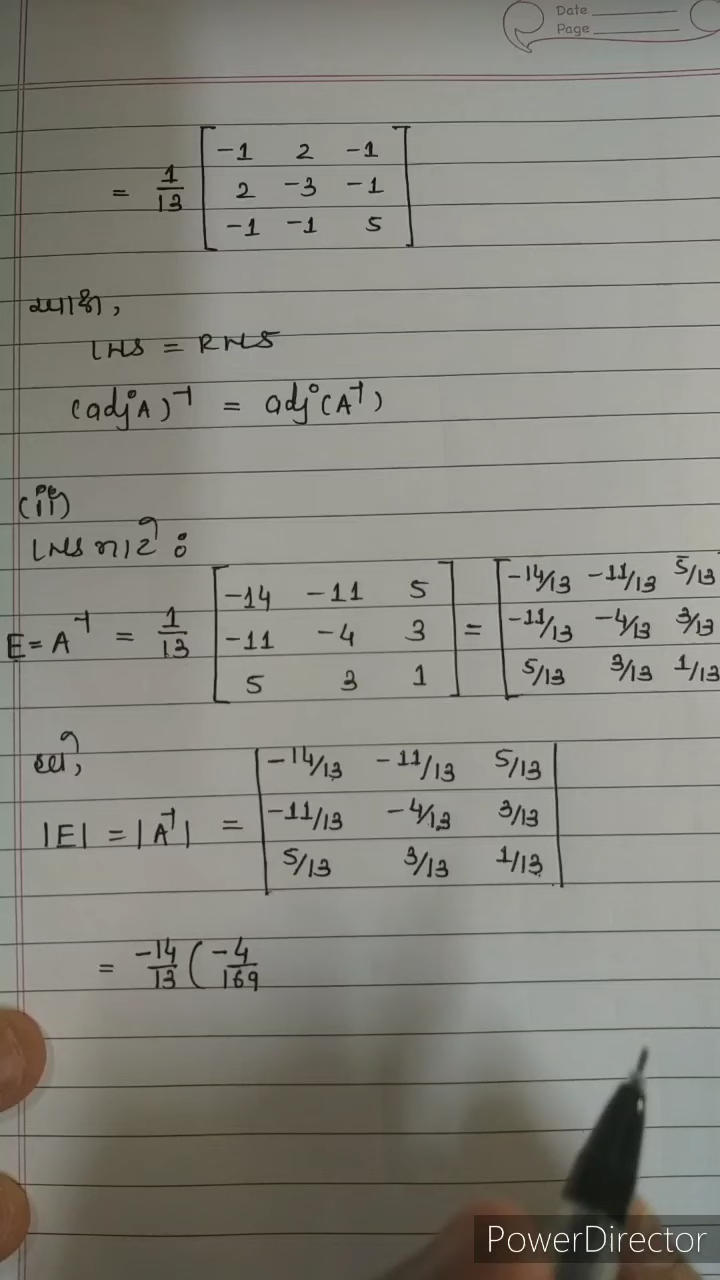 Date
Page
= 1/13 [ -1 2 -1
2 -3 -1
-1 -1 5 ]
LHS = RHS
(adj A)⁻¹ = adj (A⁻¹)
(ii)
LHS માટે :
E = A⁻¹ = 1/13 [ -14 -11 5
-11 -4 3
5 3 1 ] = [ -14/13 -11/13 5/13
-11/13 -4/13 3/13
5/13 3/13 1/13
હવે,
|E| = |A⁻¹| = | -14/13 -11/13 5/13
-11/13 -4/13 3/13
5/13 3/13 1/13 |
= -14/13 ( -4/169
PowerDirector